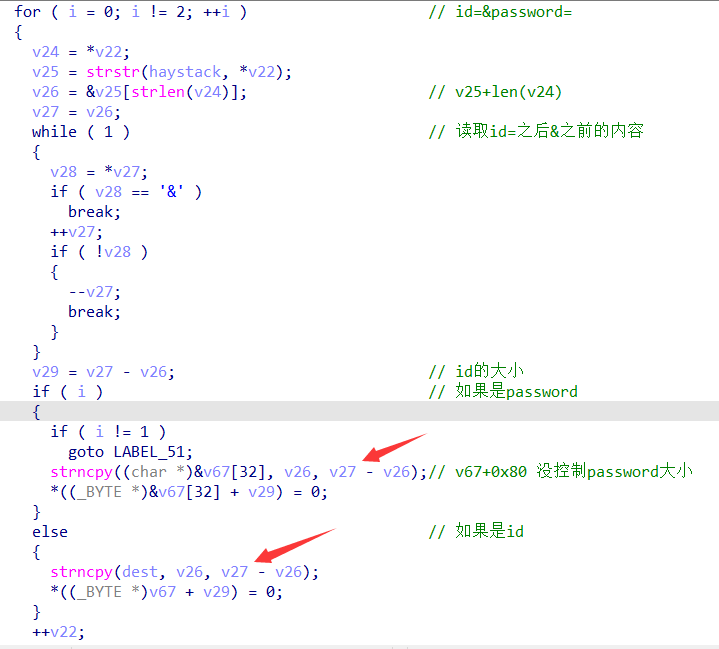 for ( i = 0; i != 2; ++i ) // id=&password=
{
v24 = *v22;
v25 = strstr(haystack, *v22);
v26 = &v25[strlen(v24)]; // v25+len(v24)
v27 = v26;
while ( 1 ) // 读取id=之后&之前的内容
{
v28 = *v27;
if ( v28 == '&' )
break;
++v27;
if ( !v28 )
{
--v27;
break;
}
}
v29 = v27 - v26; // id的大小
if ( i ) // 如果是password
{
if ( i != 1 )
goto LABEL_51;
strncpy((char *)&v67[32], v26, v27 - v26);// v67+0x80 没控制password大小
*((_BYTE *)&v67[32] + v29) = 0;
}
else // 如果是id
{
strncpy(dest, v26, v27 - v26);
*((_BYTE *)v67 + v29) = 0;
}
++v22;